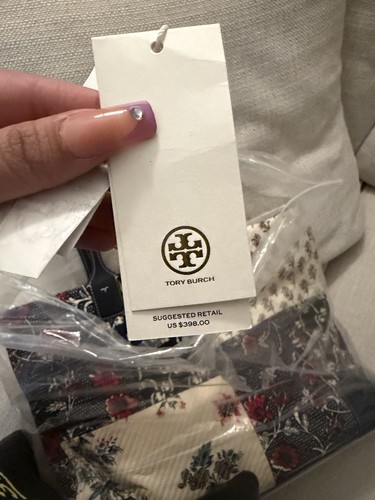 TORY BURCH
SUGGESTED RETAIL
US $398.00